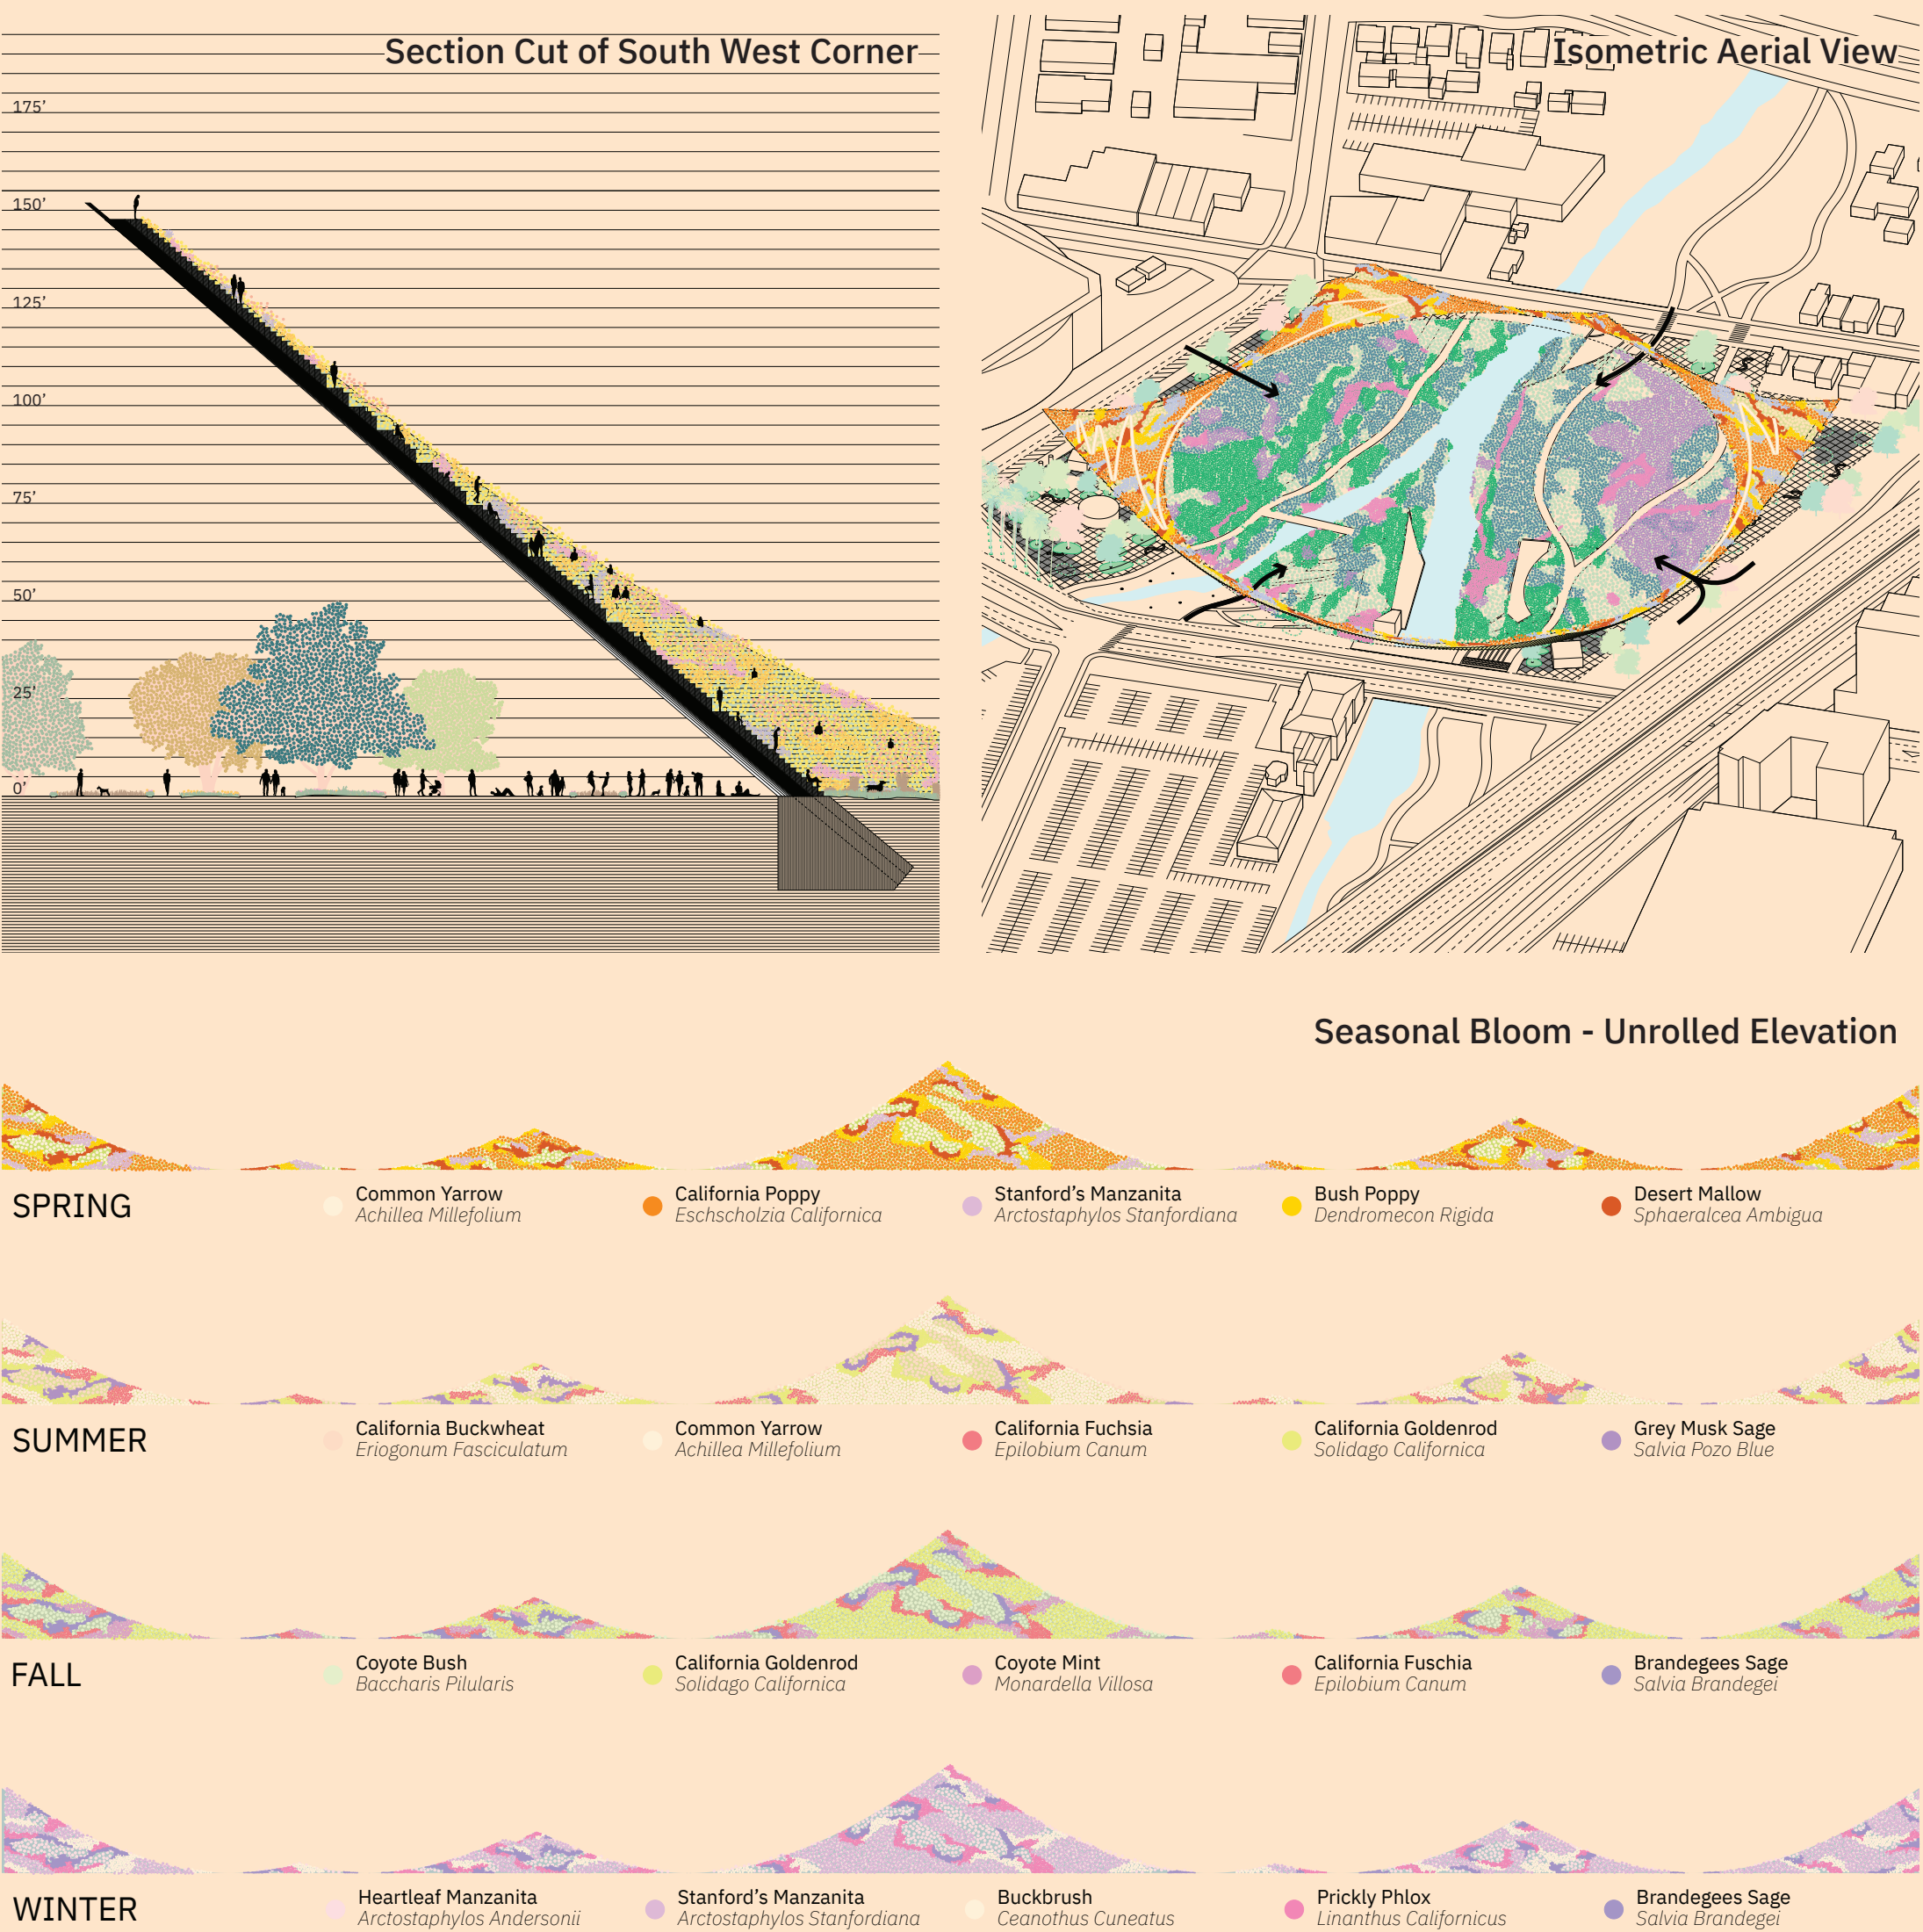 Section Cut of South West Corner
175’
150’
125’
100’
75’
50’
25’
0’
Isometric Aerial View
Seasonal Bloom - Unrolled Elevation
SPRING
Common Yarrow
Achillea Millefolium
California Poppy
Eschscholzia Californica
Stanford’s Manzanita
Arctostaphylos Stanfordiana
Bush Poppy
Dendromecon Rigida
Desert Mallow
Sphaeralcea Ambigua
SUMMER
California Buckwheat
Eriogonum Fasciculatum
Common Yarrow
Achillea Millefolium
California Fuchsia
Epilobium Canum
California Goldenrod
Solidago Californica
Grey Musk Sage
Salvia Pozo Blue
FALL
Coyote Bush
Baccharis Pilularis
California Goldenrod
Solidago Californica
Coyote Mint
Monardella Villosa
California Fuschia
Epilobium Canum
Brandegees Sage
Salvia Brandegei
WINTER
Heartleaf Manzanita
Arctostaphylos Andersonii
Stanford’s Manzanita
Arctostaphylos Stanfordiana
Buckbrush
Ceanothus Cuneatus
Prickly Phlox
Linanthus Californicus
Brandegees Sage
Salvia Brandegei